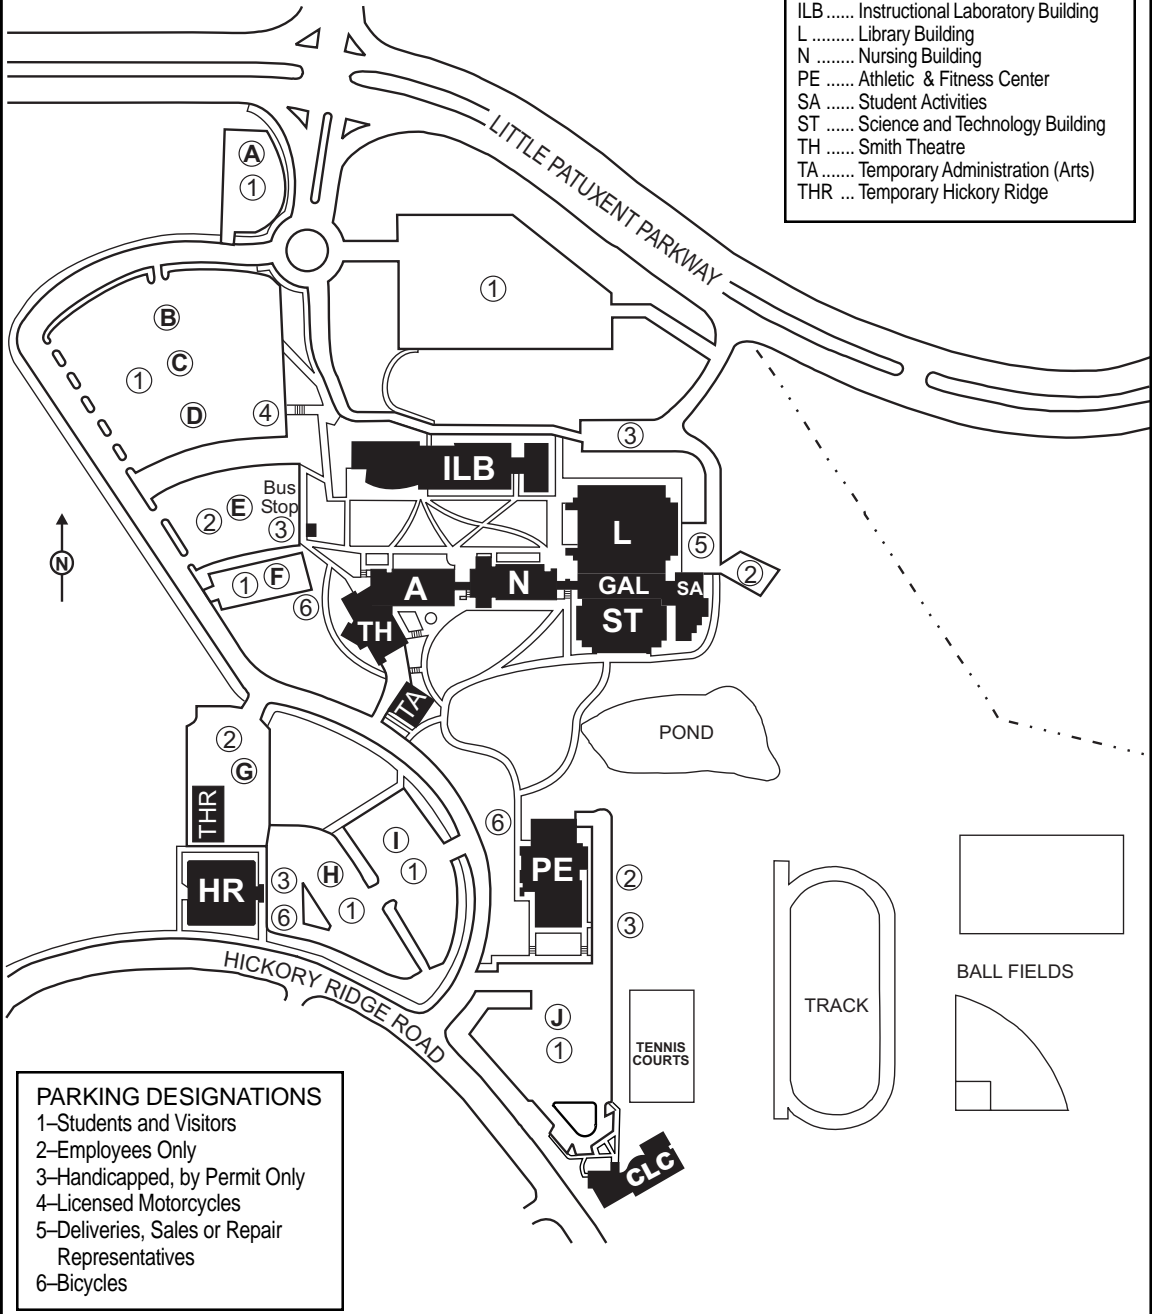 ILB ...... Instructional Laboratory Building
L ......... Library Building
N ........ Nursing Building
PE ...... Athletic & Fitness Center
SA ...... Student Activities
ST ...... Science and Technology Building
TH ...... Smith Theatre
TA ....... Temporary Administration (Arts)
THR ... Temporary Hickory Ridge
LITTLE PATUXENT PARKWAY
A
1
1
B
C
1
D
4
3
ILB
Bus
Stop
E
2
3
L
5
N
1
F
6
A
N
GAL
SA
2
TH
ST
TA
POND
2
G
THR
6
I
1
PE
HR
3
H
6
1
2
3
HICKORY RIDGE ROAD
BALL FIELDS
TRACK
J
1
TENNIS
COURTS
CLC
PARKING DESIGNATIONS
1–Students and Visitors
2–Employees Only
3–Handicapped, by Permit Only
4–Licensed Motorcycles
5–Deliveries, Sales or Repair
Representatives
6–Bicycles